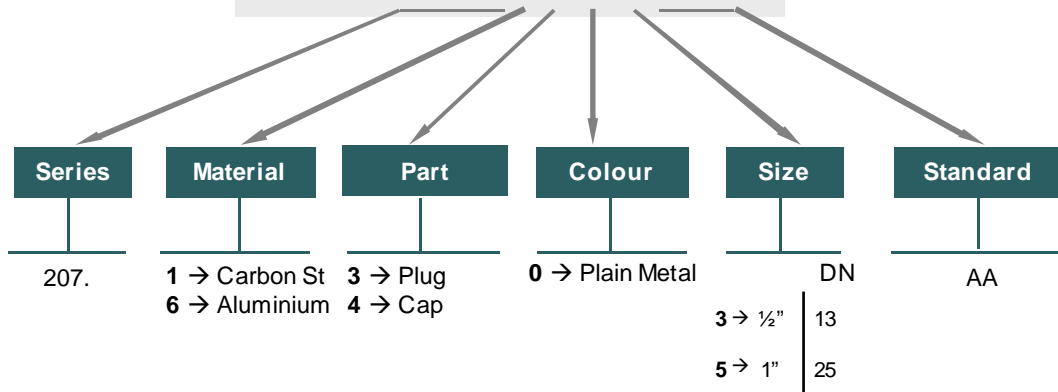 Series Material Part Colour Size Standard
207. 1 → Carbon St 3 → Plug 0 → Plain Metal DN AA
6 → Aluminium 4 → Cap
3 → ½” 13
5 → 1” 25